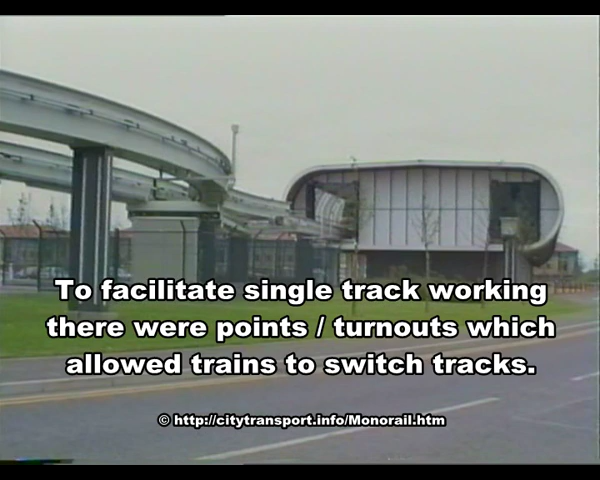 To facilitate single track working
there were points / turnouts which
allowed trains to switch tracks.
© http://citytransport.info/Monorail.htm